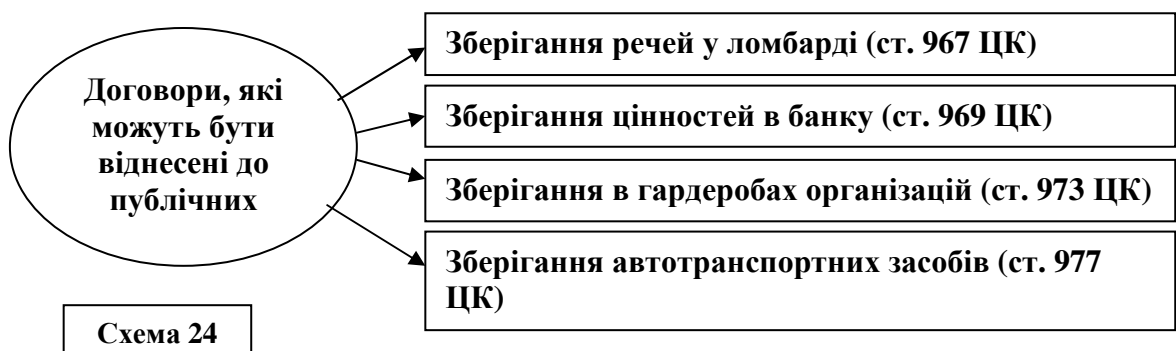 Договори, які
можуть бути
віднесені до
публічних
Зберігання речей у ломбарді (ст. 967 ЦК)
Зберігання цінностей в банку (ст. 969 ЦК)
Зберігання в гардеробах організацій (ст. 973 ЦК)
Зберігання автотранспортних засобів (ст. 977
ЦК)
Схема 24